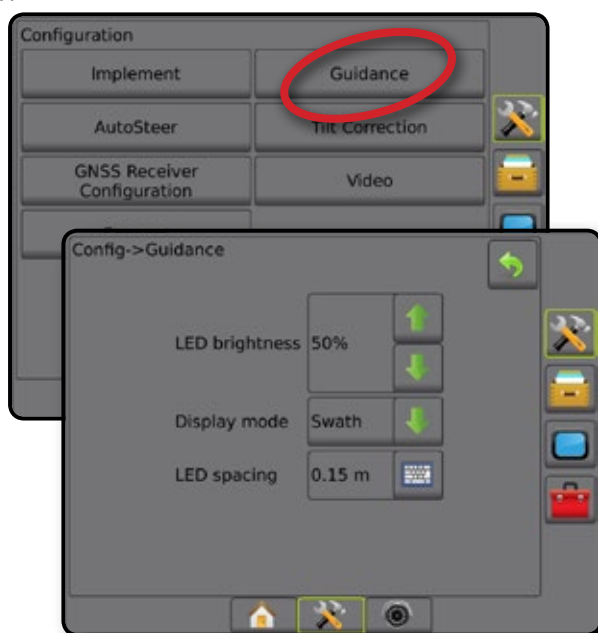 Configuration
Implement
Guidance
AutoSteer
Tilt Correction
GNSS Receiver
Configuration
Video
Config->Guidance
LED brightness 50%
Display mode Swath
LED spacing 0.15 m